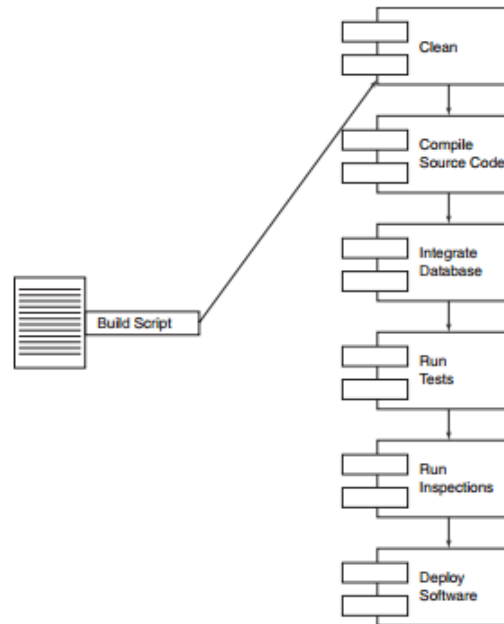 Clean
Compile
Source Code
Integrate
Database
Build Script
Run
Tests
Run
Inspections
Deploy
Software